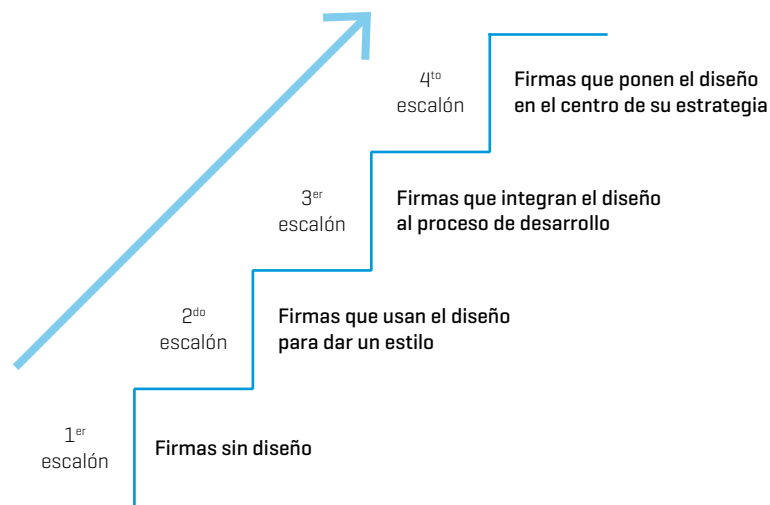 4to
escalón
Firmas que ponen el diseño
en el centro de su estrategia
3er
escalón
Firmas que integran el diseño
al proceso de desarrollo
2do
escalón
Firmas que usan el diseño
para dar un estilo
1er
escalón
Firmas sin diseño